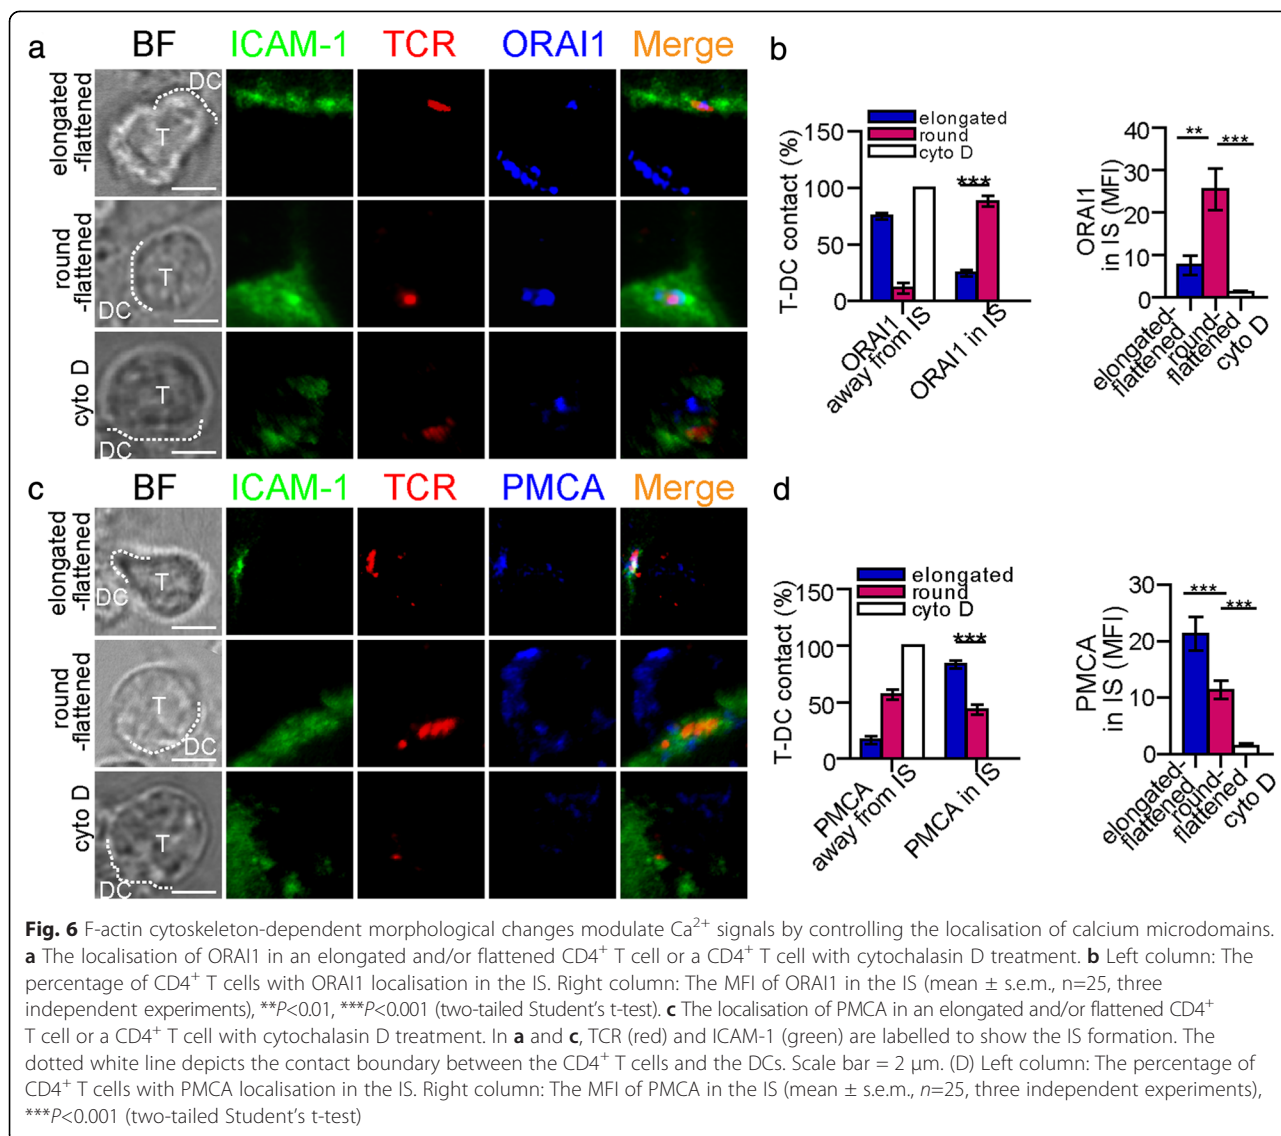 a
BF ICAM-1 TCR ORAI1 Merge
elongated
-flattened
DC
T
round
-flattened
T
DC
cyto D
T
DC
b
elongated
round
cyto D
T-DC contact (%)
150
100
50
0
***
ORAI1
away from IS
ORAI1 in IS
ORAI1
in IS (MFI)
40
30
20
10
0
** ***
elongated-
flattened
round-
flattened
cyto D
c
BF ICAM-1 TCR PMCA Merge
elongated
-flattened
T
DC
round
-flattened
T
DC
cyto D
T
DC
d
elongated
round
cyto D
T-DC contact (%)
150
100
50
0
***
PMCA
away from IS
PMCA in IS
PMCA
in IS (MFI)
30
20
10
0
*** ***
elongated-
flattened
round-
flattened
cyto D
Fig. 6 F-actin cytoskeleton-dependent morphological changes modulate Ca²⁺ signals by controlling the localisation of calcium microdomains.
a The localisation of ORAI1 in an elongated and/or flattened CD4⁺ T cell or a CD4⁺ T cell with cytochalasin D treatment. b Left column: The
percentage of CD4⁺ T cells with ORAI1 localisation in the IS. Right column: The MFI of ORAI1 in the IS (mean ± s.e.m., n=25, three
independent experiments), **P<0.01, ***P<0.001 (two-tailed Student's t-test). c The localisation of PMCA in an elongated and/or flattened CD4⁺
T cell or a CD4⁺ T cell with cytochalasin D treatment. In a and c, TCR (red) and ICAM-1 (green) are labelled to show the IS formation. The
dotted white line depicts the contact boundary between the CD4⁺ T cells and the DCs. Scale bar = 2 μm. (D) Left column: The percentage of
CD4⁺ T cells with PMCA localisation in the IS. Right column: The MFI of PMCA in the IS (mean ± s.e.m., n=25, three independent experiments),
***P<0.001 (two-tailed Student's t-test)